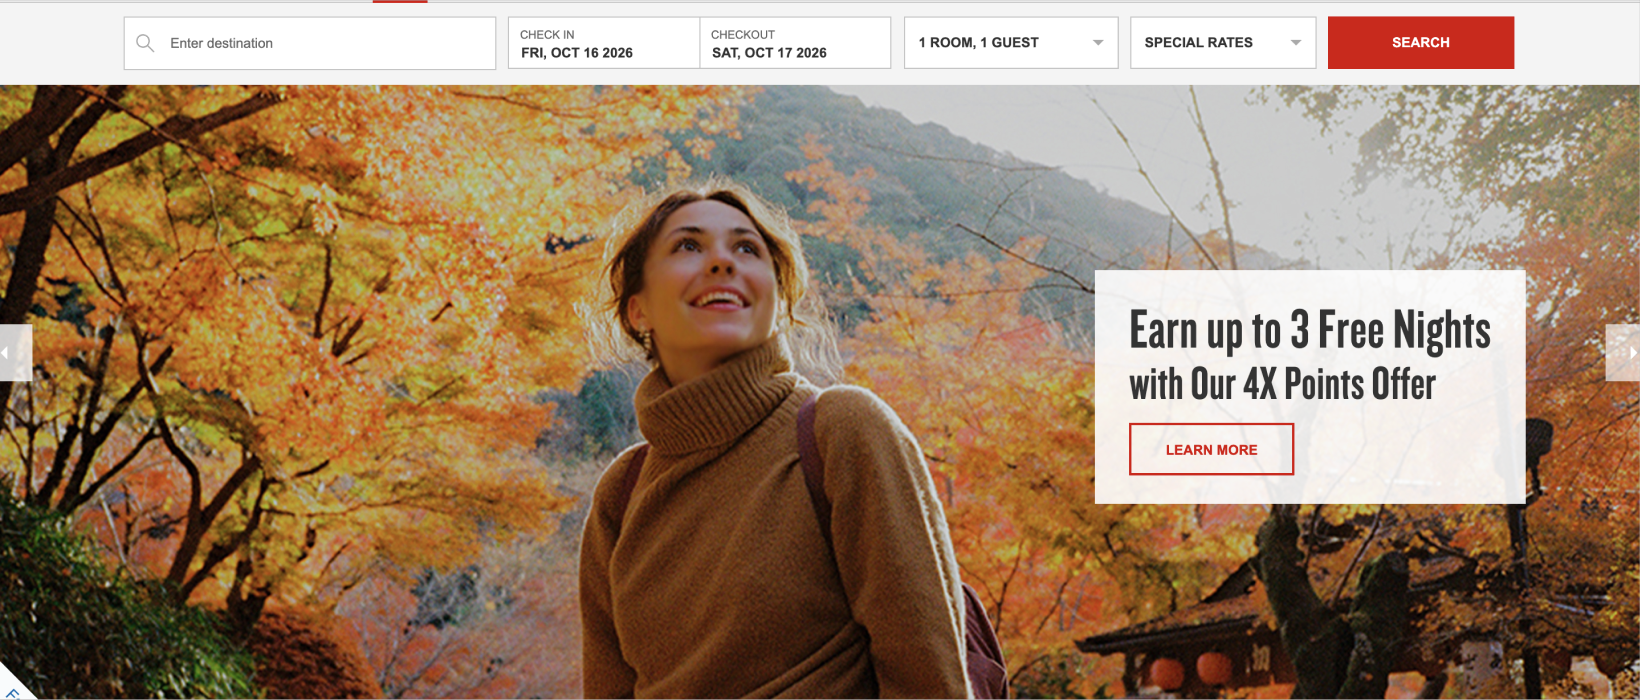 Enter destination
CHECK IN
FRI, OCT 16 2026
CHECKOUT
SAT, OCT 17 2026
1 ROOM, 1 GUEST
SPECIAL RATES
SEARCH
Earn up to 3 Free Nights
with Our 4X Points Offer
LEARN MORE